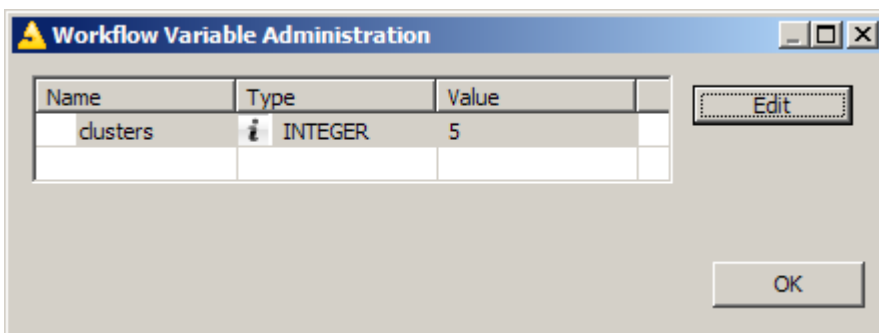 Workflow Variable Administration
Name Type Value
clusters i INTEGER 5
Edit
OK